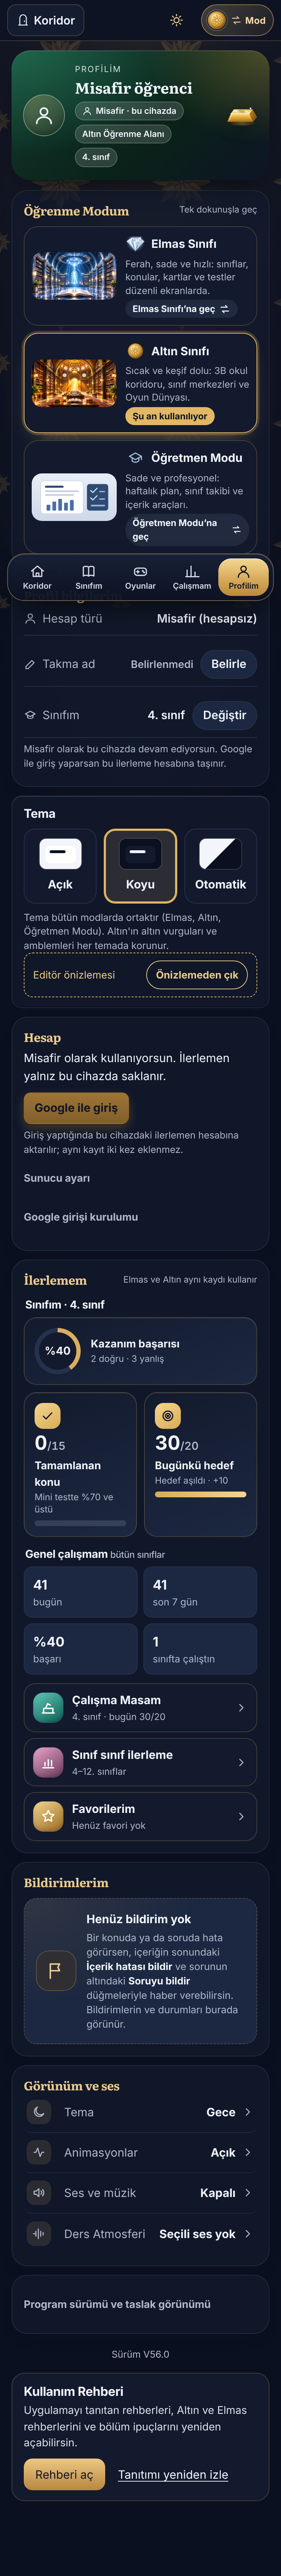 Koridor
Mod
PROFİLİM
Misafir öğrenci
Misafir · bu cihazda
Altın Öğrenme Alanı
4. sınıf
Öğrenme Modum
Tek dokunuşla geç
Elmas Sınıfı
Ferah, sade ve hızlı: sınıflar,
konular, kartlar ve testler
düzenli ekranlarda.
Elmas Sınıfı’na geç
Altın Sınıfı
Sıcak ve keşif dolu: 3B okul
koridoru, sınıf merkezleri ve
Oyun Dünyası.
Şu an kullanılıyor
Öğretmen Modu
Sade ve profesyonel:
haftalık plan, sınıf takibi ve
içerik araçları.
Öğretmen Modu’na
geç
Koridor
Sınıfım
Oyunlar
Çalışmam
Profilim
Hesap türü
Misafir (hesapsız)
Takma ad
Belirlenmedi
Belirle
Sınıfım
4. sınıf
Değiştir
Misafir olarak bu cihazda devam ediyorsun. Google
ile giriş yaparsan bu ilerleme hesabına taşınır.
Tema
Açık
Koyu
Otomatik
Tema bütün modlarda ortaktır (Elmas, Altın,
Öğretmen Modu). Altın'ın altın vurguları ve
amblemleri her temada korunur.
Editör önizlemesi
Önizlemeden çık
Hesap
Misafir olarak kullanıyorsun. İlerlemen
yalnız bu cihazda saklanır.
Google ile giriş
Giriş yaptığında bu cihazdaki ilerlemen hesabına
aktarılır; aynı kayıt iki kez eklenmez.
Sunucu ayarı
Google girişi kurulumu
İlerlemem
Elmas ve Altın aynı kaydı kullanır
Sınıfım · 4. sınıf
%40
Kazanım başarısı
2 doğru · 3 yanlış
0/15
Tamamlanan
konu
Mini testte %70 ve
üstü
30/20
Bugünkü hedef
Hedef aşıldı · +10
Genel çalışmam bütün sınıflar
41
bugün
41
son 7 gün
%40
başarı
1
sınıfta çalıştın
Çalışma Masam
4. sınıf · bugün 30/20
Sınıf sınıf ilerleme
4–12. sınıflar
Favorilerim
Henüz favori yok
Bildirimlerim
Henüz bildirim yok
Bir konuda ya da soruda hata
görürsen, içeriğin sonundaki
İçerik hatası bildir ve sorunun
altındaki Soruyu bildir
düğmeleriyle haber verebilirsin.
Bildirimlerin ve durumları burada
görünür.
Görünüm ve ses
Tema
Gece
Animasyonlar
Açık
Ses ve müzik
Kapalı
Ders Atmosferi
Seçili ses yok
Program sürümü ve taslak görünümü
Sürüm V56.0
Kullanım Rehberi
Uygulamayı tanıtan rehberleri, Altın ve Elmas
rehberlerini ve bölüm ipuçlarını yeniden
açabilirsin.
Rehberi aç
Tanıtımı yeniden izle